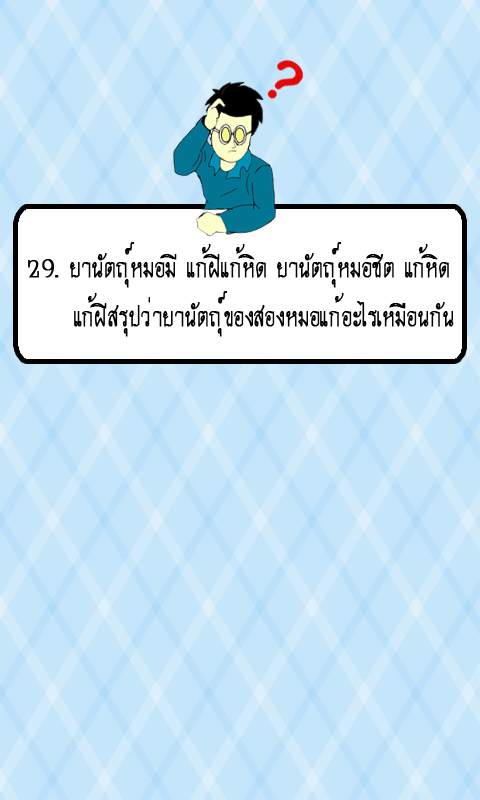 29. ยานัตถุ์หมอมี แก้ฝีแก้หิด ยานัตถุ์หมอชิต แก้หิด
แก้ฝีสรุปว่ายานัตถุ์ของสองหมอแก้อะไรเหมือนกัน